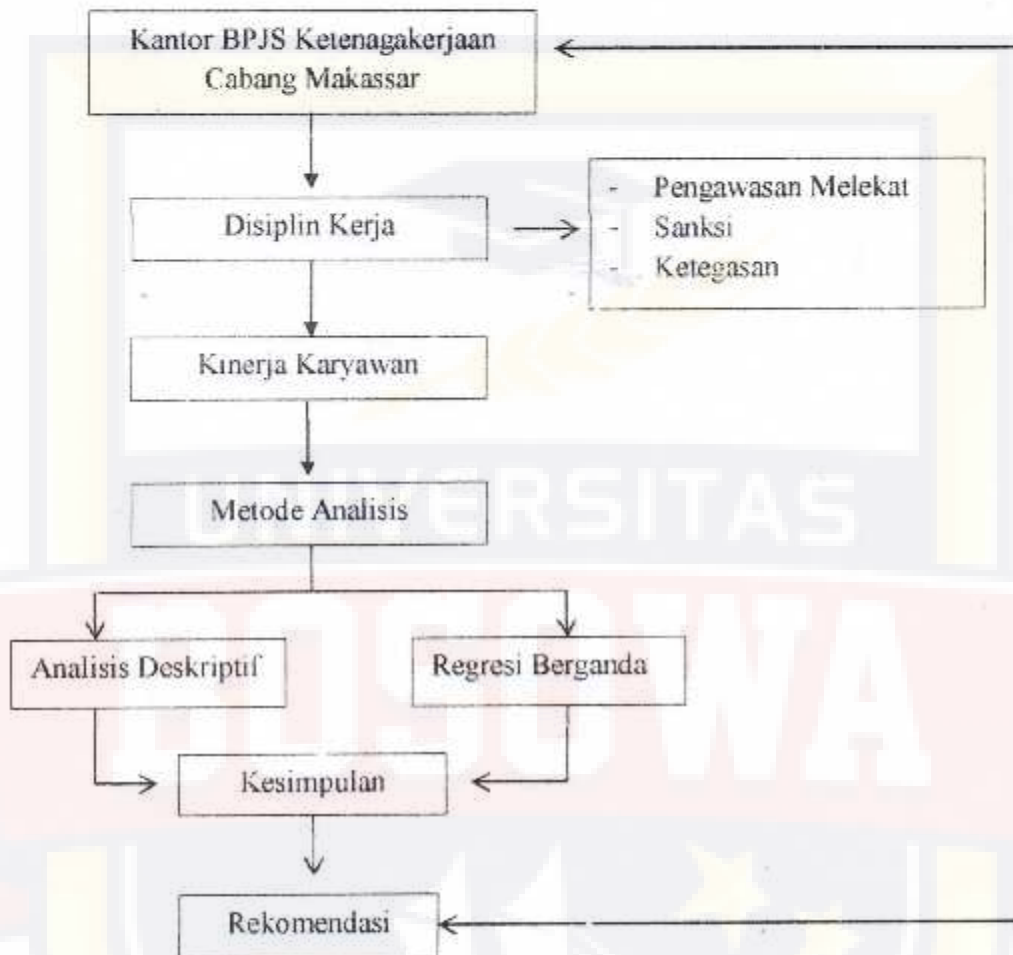 Kantor BPJS Ketenagakerjaan
Cabang Makassar
Disiplin Kerja
- Pengawasan Melekat
- Sanksi
- Ketegasan
Kinerja Karyawan
Metode Analisis
UNIVERSITAS
BOSOWA
Analisis Deskriptif
Regresi Berganda
Kesimpulan
Rekomendasi